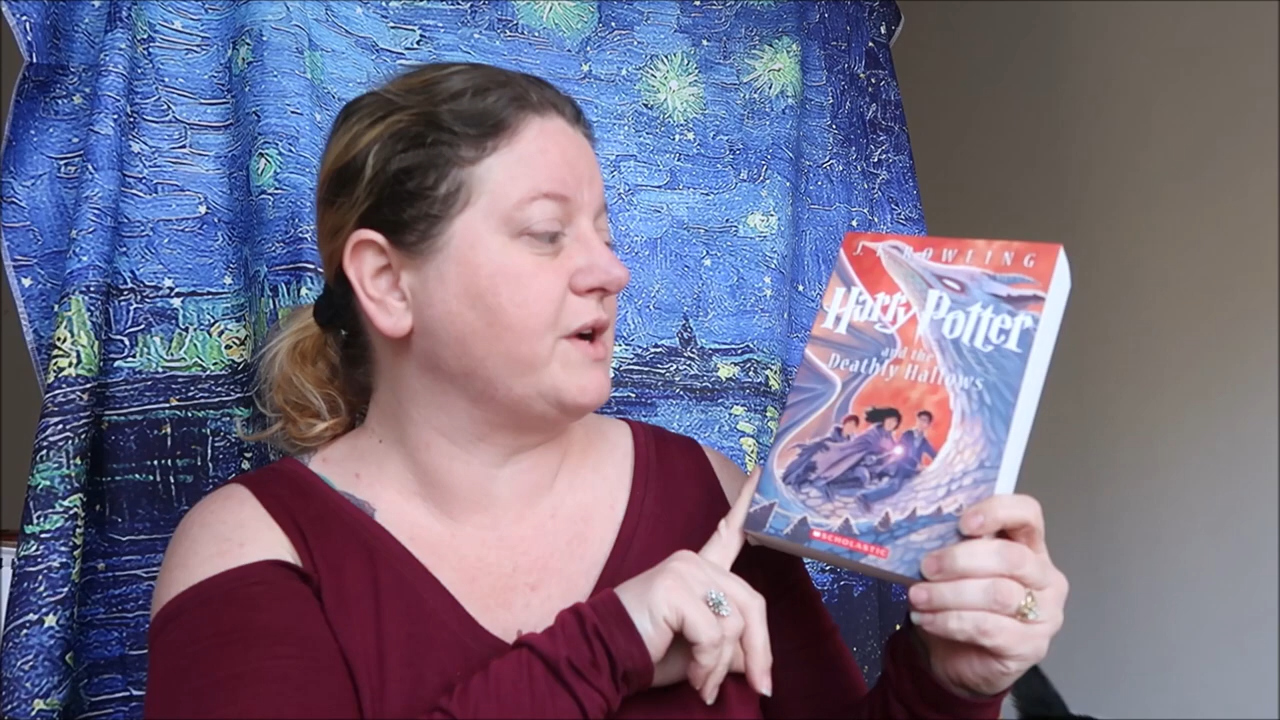 J. K. ROWLING
Harry Potter
and the
Deathly Hallows
SCHOLASTIC